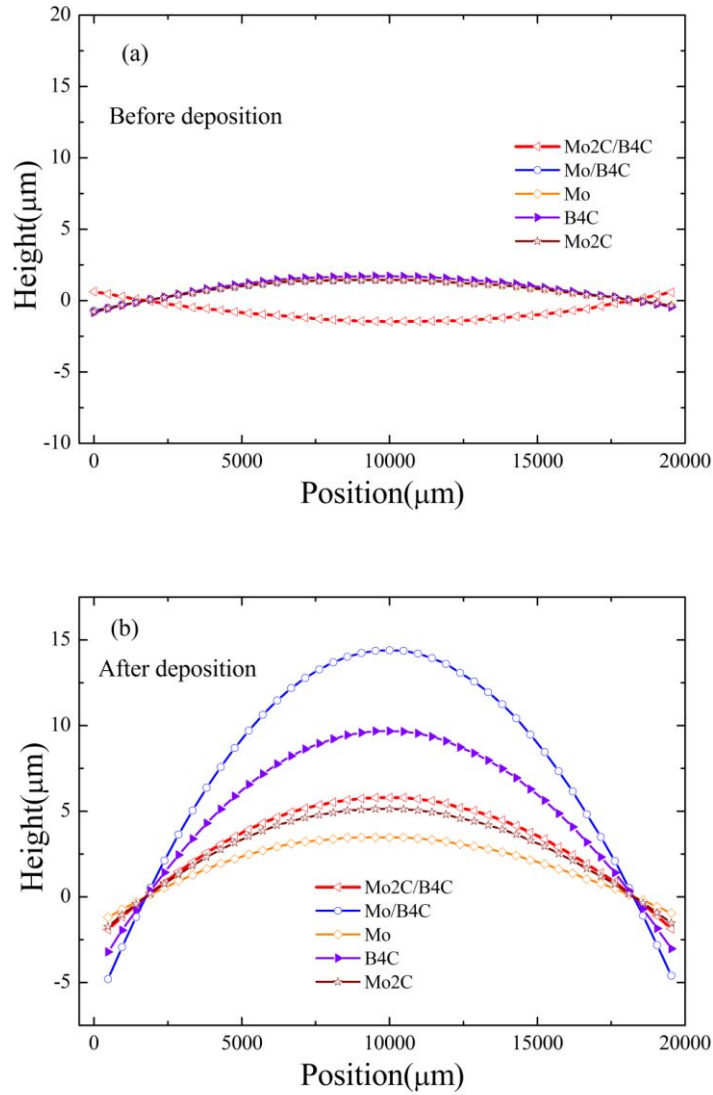 (a)
Before deposition
20
15
10
5
0
-5
-10
Height(μm)
Mo2C/B4C
Mo/B4C
Mo
B4C
Mo2C
0 5000 10000 15000 20000
Position(μm)
(b)
After deposition
15
10
5
0
-5
Height(μm)
Mo2C/B4C
Mo/B4C
Mo
B4C
Mo2C
0 5000 10000 15000 20000
Position(μm)